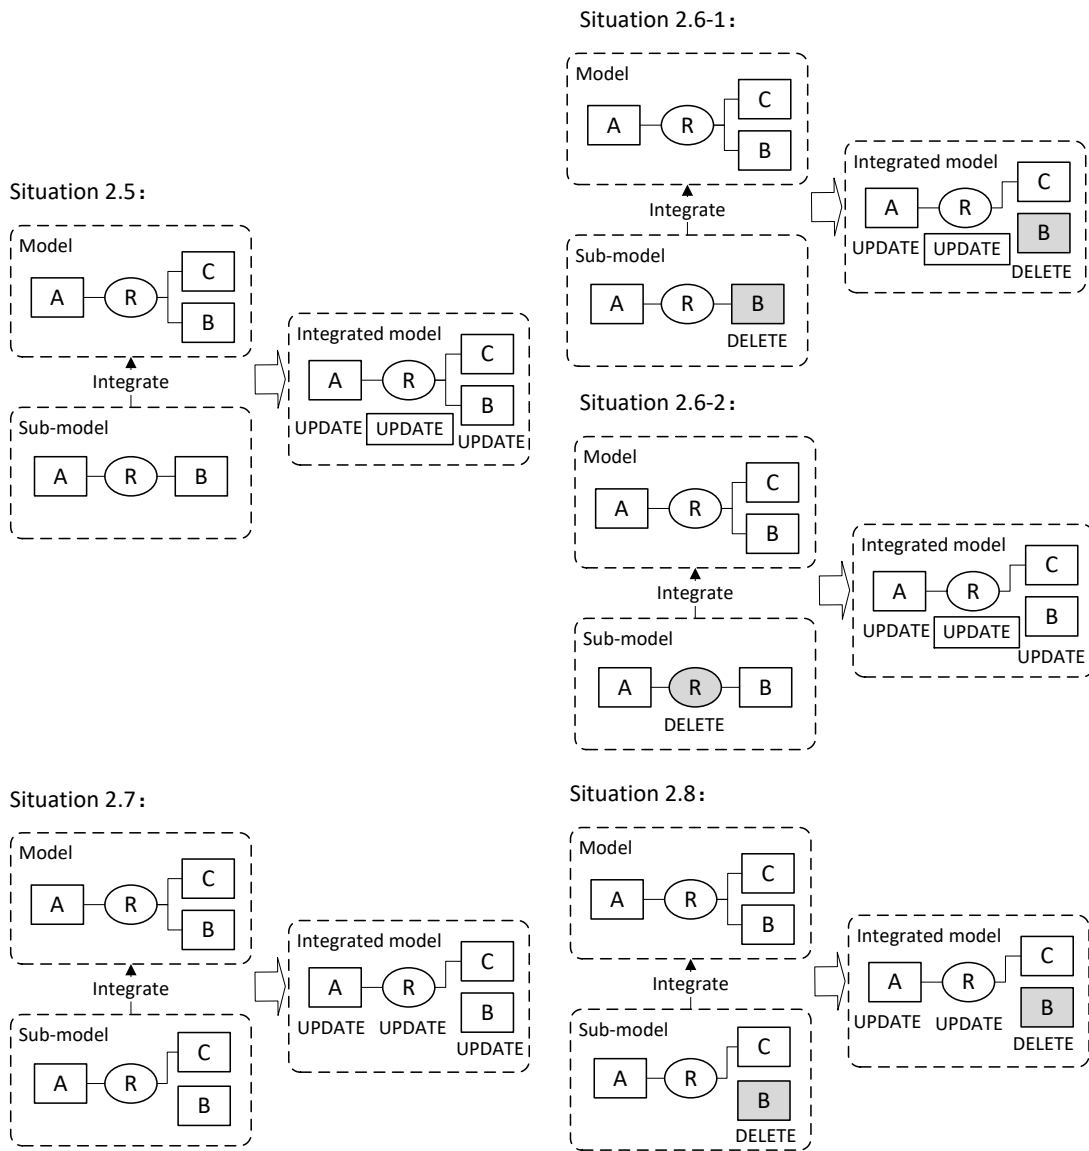 Situation 2.5：
Model
A
R
C
B
Integrate
Sub-model
A
R
B
Integrated model
A
R
C
B
UPDATE
UPDATE
UPDATE
Situation 2.6-1：
Model
A
R
C
B
Integrate
Sub-model
A
R
B
DELETE
Integrated model
A
R
C
B
UPDATE
UPDATE
DELETE
Situation 2.6-2：
Model
A
R
C
B
Integrate
Sub-model
A
R
B
DELETE
Integrated model
A
R
C
B
UPDATE
UPDATE
UPDATE
Situation 2.7：
Model
A
R
C
B
Integrate
Sub-model
A
R
C
B
Integrated model
A
R
C
B
UPDATE
UPDATE
UPDATE
Situation 2.8：
Model
A
R
C
B
Integrate
Sub-model
A
R
C
B
DELETE
Integrated model
A
R
C
B
UPDATE
UPDATE
DELETE